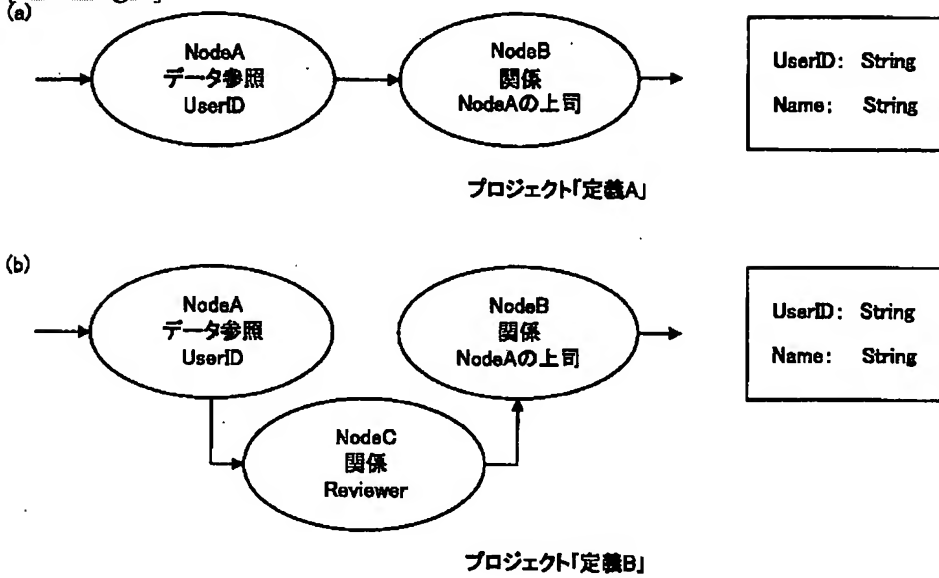 (a)
NodeA
データ参照
UserID
NodeB
関係
NodeAの上司
UserID: String
Name: String
プロジェクト「定義A」
(b)
NodeA
データ参照
UserID
NodeB
関係
NodeAの上司
UserID: String
Name: String
NodeC
関係
Reviewer
プロジェクト「定義B」